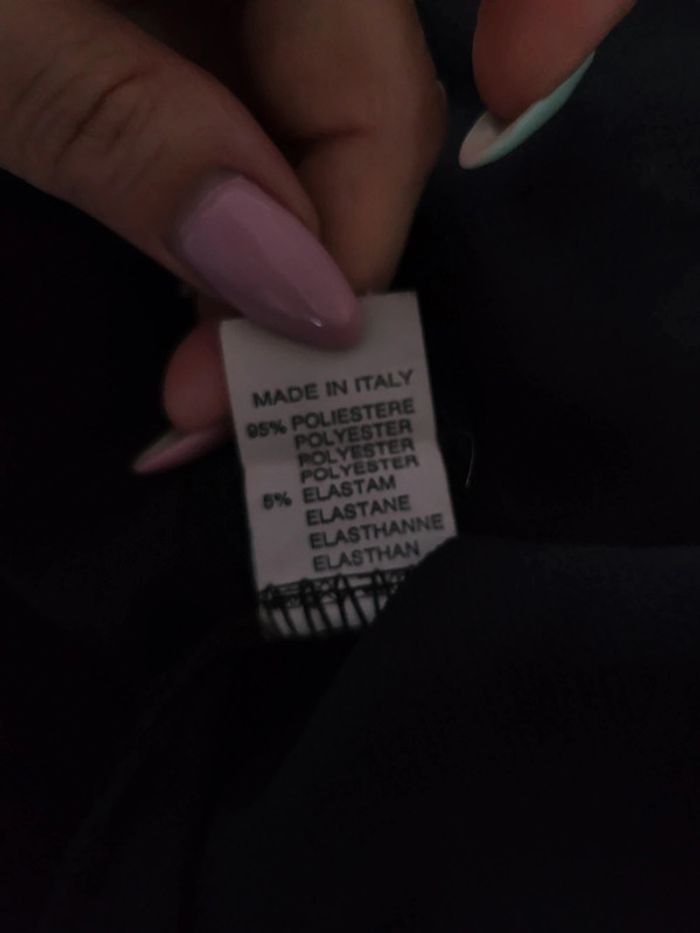 MADE IN ITALY
95% POLIESTERE
POLYESTER
POLYESTER
POLYESTER
5% ELASTAM
ELASTANE
ELASTHANNE
ELASTHAN